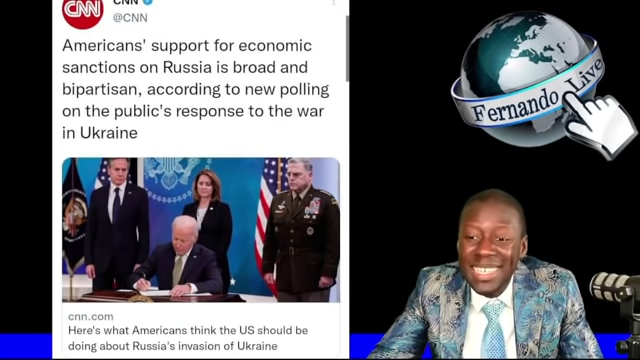 CNN
CNN
@CNN
Americans' support for economic
sanctions on Russia is broad and
bipartisan, according to new polling
on the public's response to the war
in Ukraine
cnn.com
Here's what Americans think the US should be
doing about Russia's invasion of Ukraine
Fernando Live